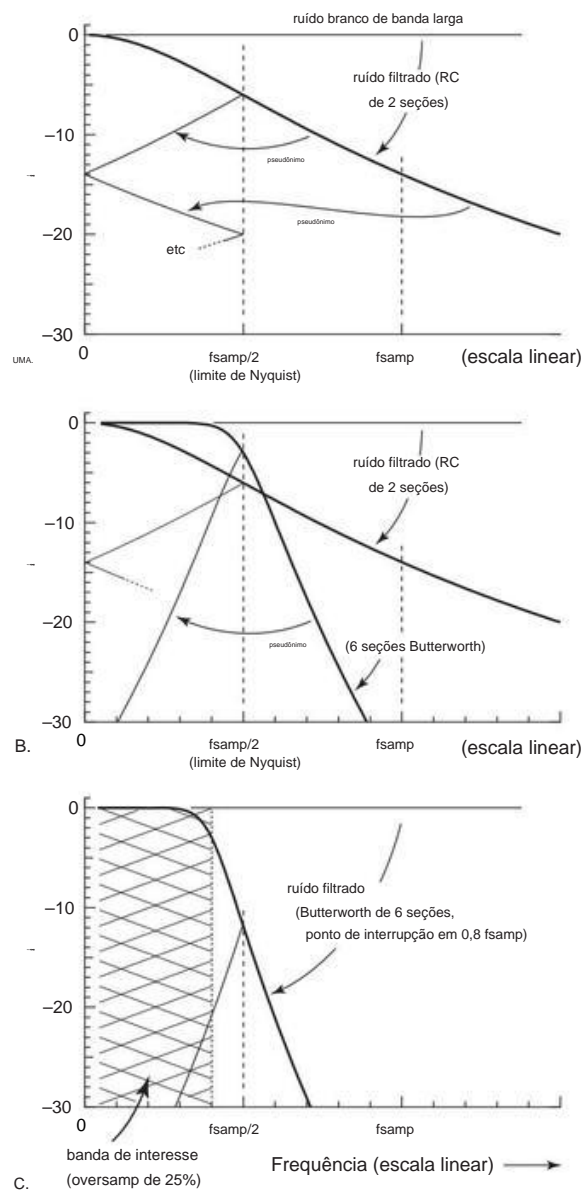 ruído branco de banda larga
0
ruído filtrado (RC
de 2 seções)
pseudônimo
–10
pseudônimo
–20
etc
–30
UMA.
0
fsamp/2
(limite de Nyquist)
fsamp
(escala linear)
0
ruído filtrado (RC
de 2 seções)
–10
–20
pseudônimo
(6 seções Butterworth)
–30
B.
0
fsamp/2
(limite de Nyquist)
fsamp
(escala linear)
0
ruído filtrado
(Butterworth de 6 seções,
ponto de interrupção em 0,8 fsamp)
–10
–20
–30
0
fsamp/2
fsamp
banda de interesse
(oversamp de 25%)
Frequência (escala linear)
C.